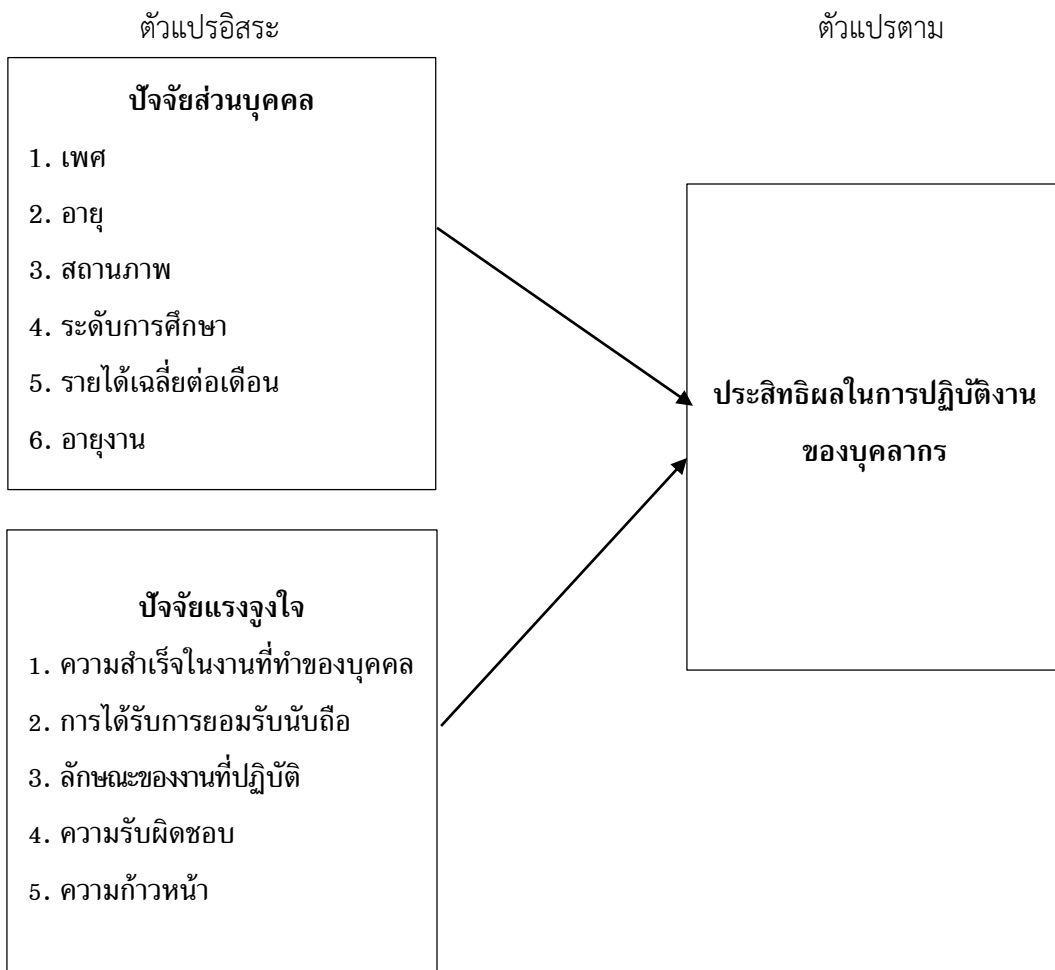 ตัวแปรอิสระ
ตัวแปรตาม
ปัจจัยส่วนบุคคล
1. เพศ
2. อายุ
3. สถานภาพ
4. ระดับการศึกษา
5. รายได้เฉลี่ยต่อเดือน
6. อายุงาน
ปัจจัยแรงจูงใจ
1. ความสำเร็จในงานที่ทำของบุคคล
2. การได้รับการยอมรับนับถือ
3. ลักษณะของงานที่ปฏิบัติ
4. ความรับผิดชอบ
5. ความก้าวหน้า
ประสิทธิผลในการปฏิบัติงาน
ของบุคลากร